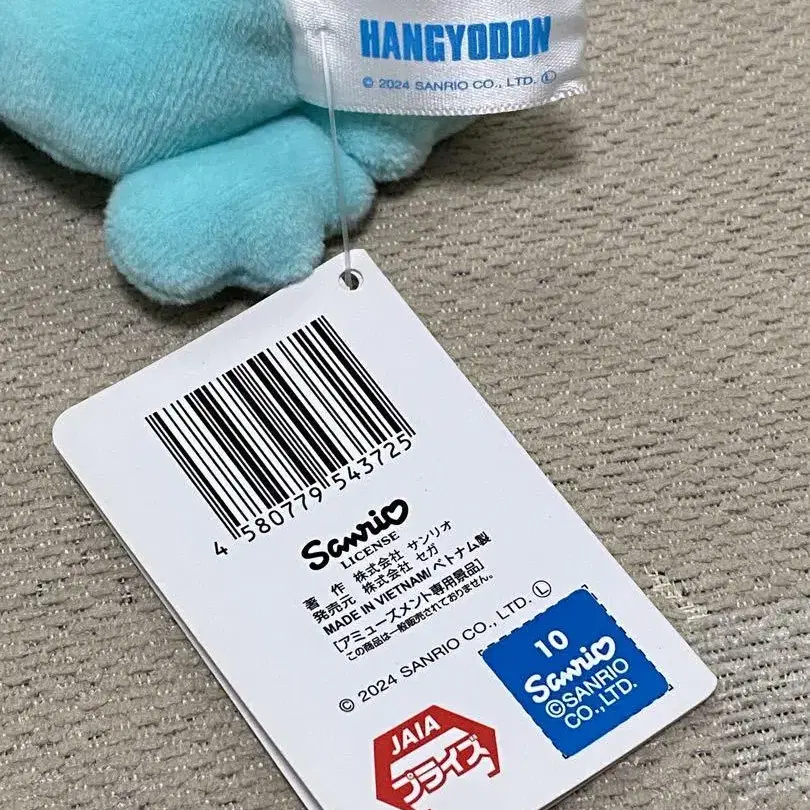 HANGYODON
© 2024 SANRIO CO., LTD. Ⓛ
4 580779 543725
Sanrio
LICENSE
著 作 株式会社 サンリオ
発売元 株式会社 セガ
MADE IN VIETNAM/ベトナム製
[アミューズメント専用景品]
この商品は一般販売されておりません。
© 2024 SANRIO CO., LTD. Ⓛ
10
Sanrio
©SANRIO
CO.,LTD.
JAIA
プライズ